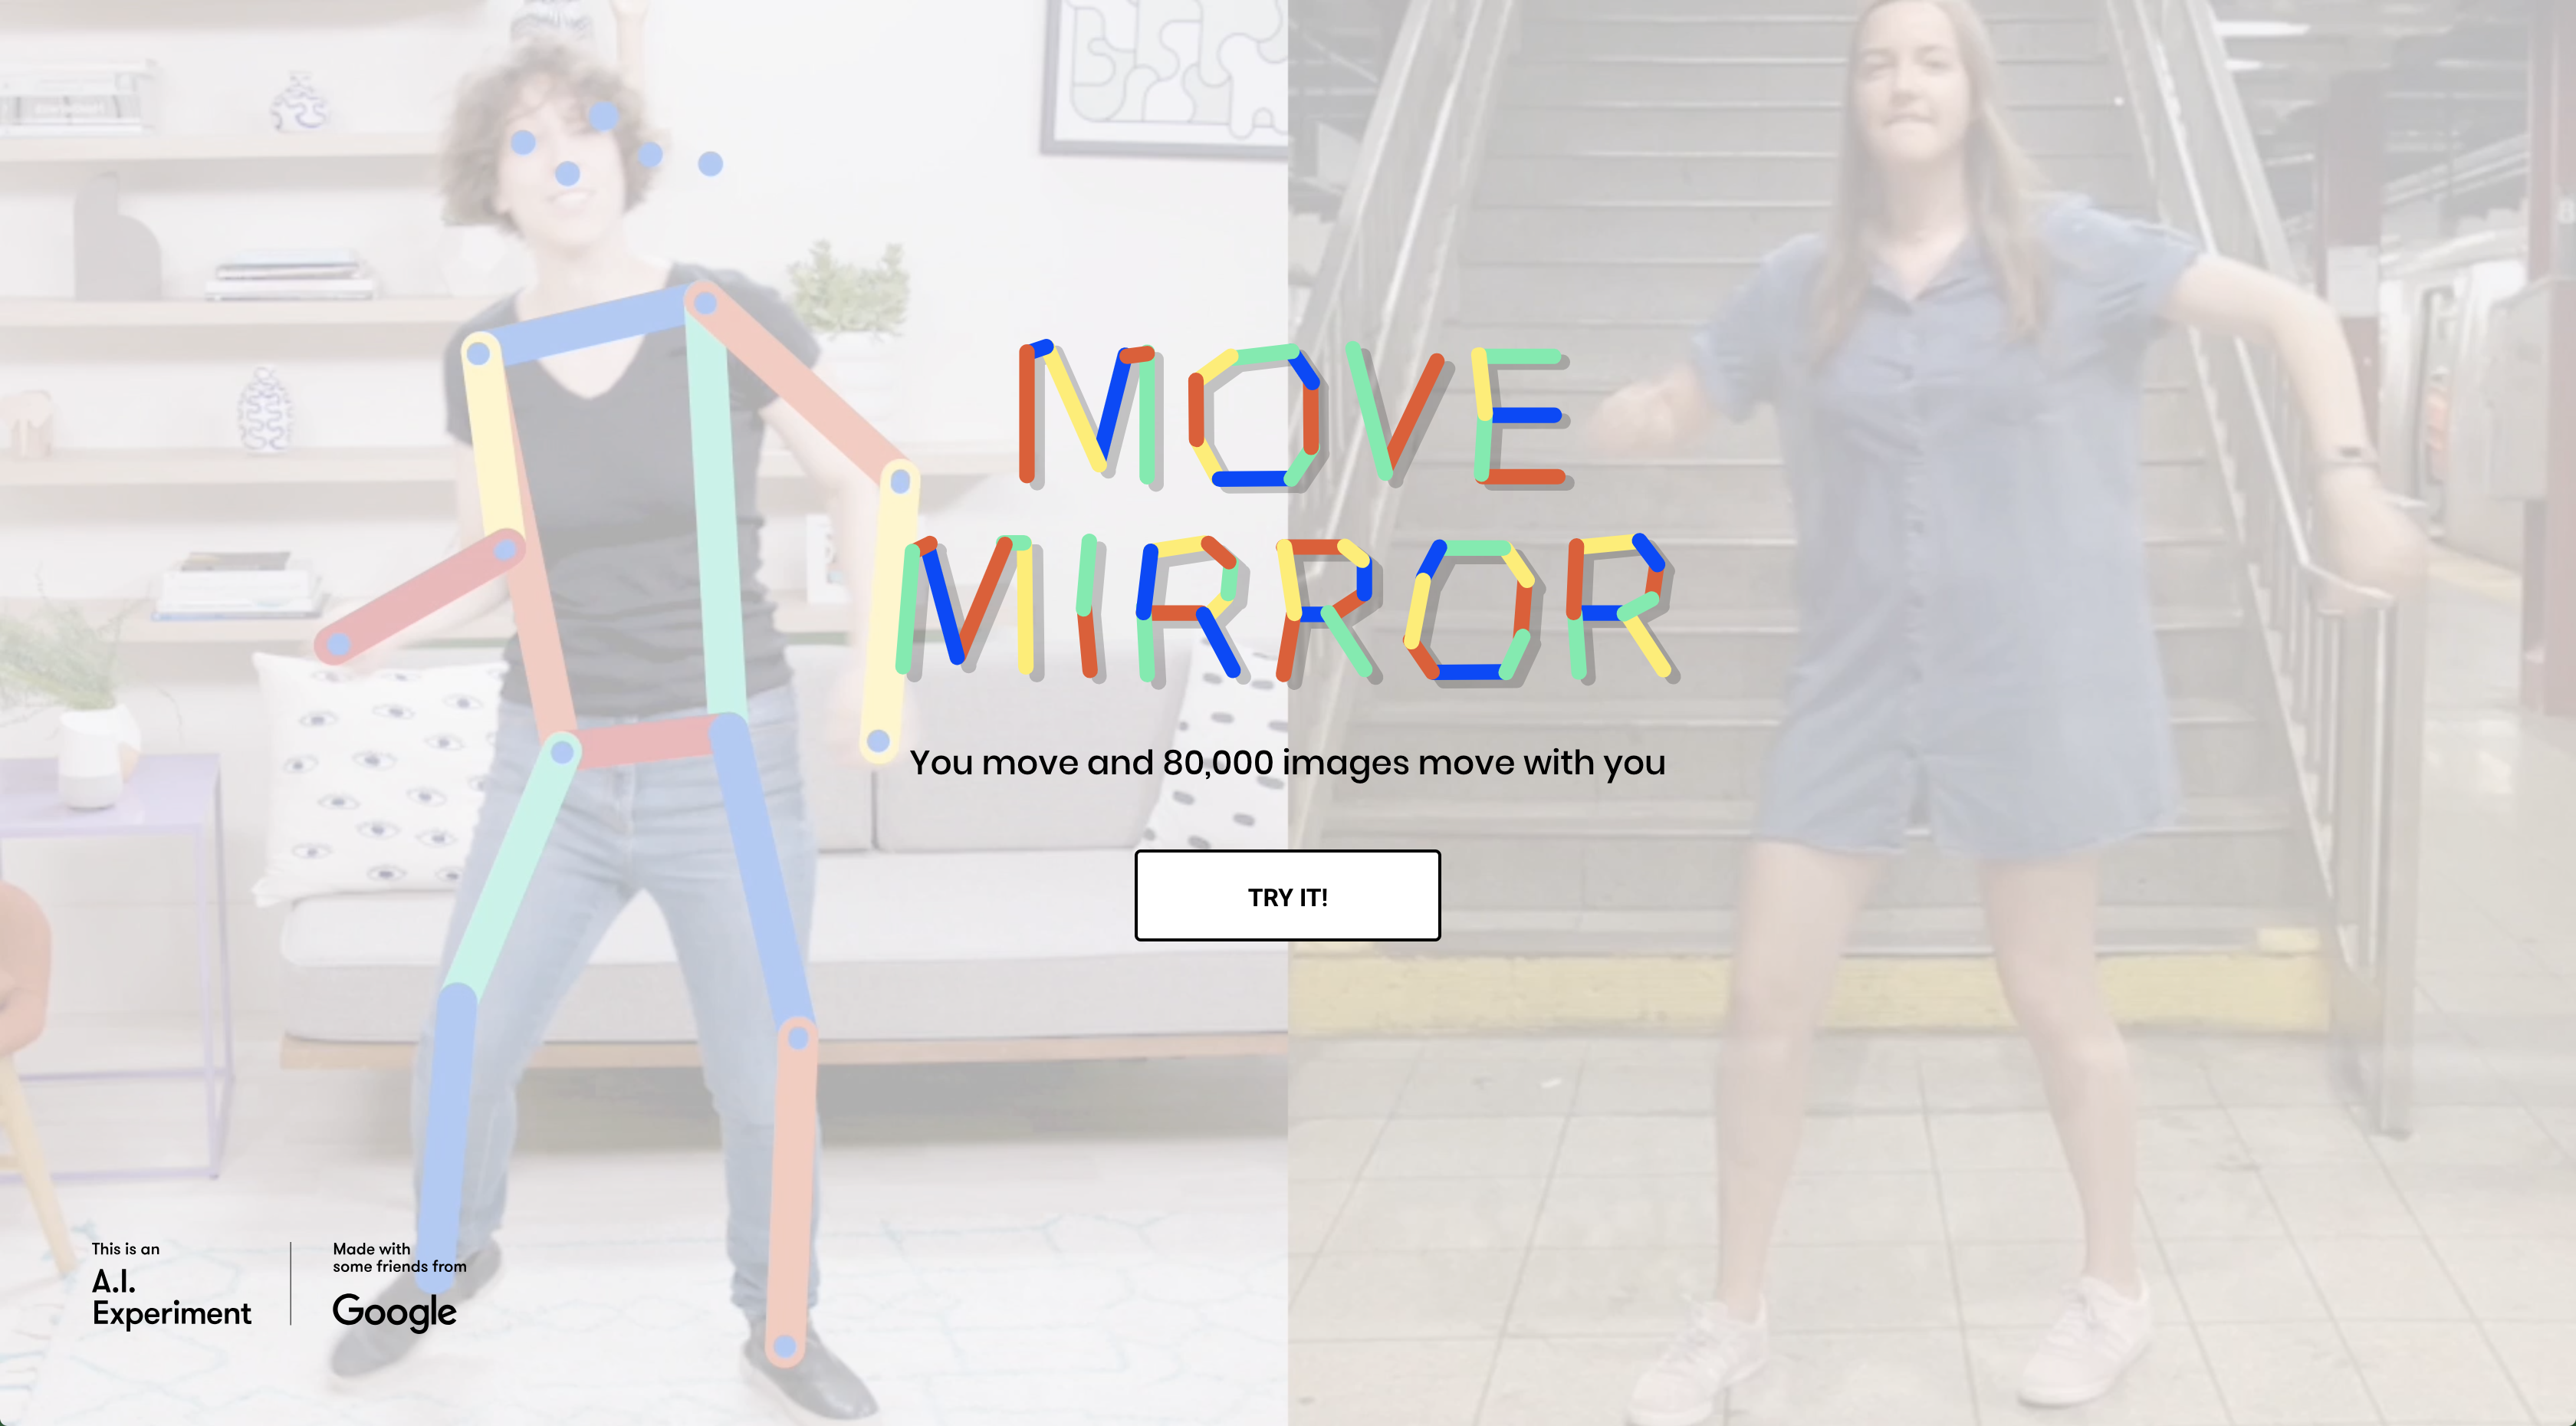 MOVE
MIRROR
You move and 80,000 images move with you
TRY IT!
This is an
A.I.
Experiment
Made with
some friends from
Google